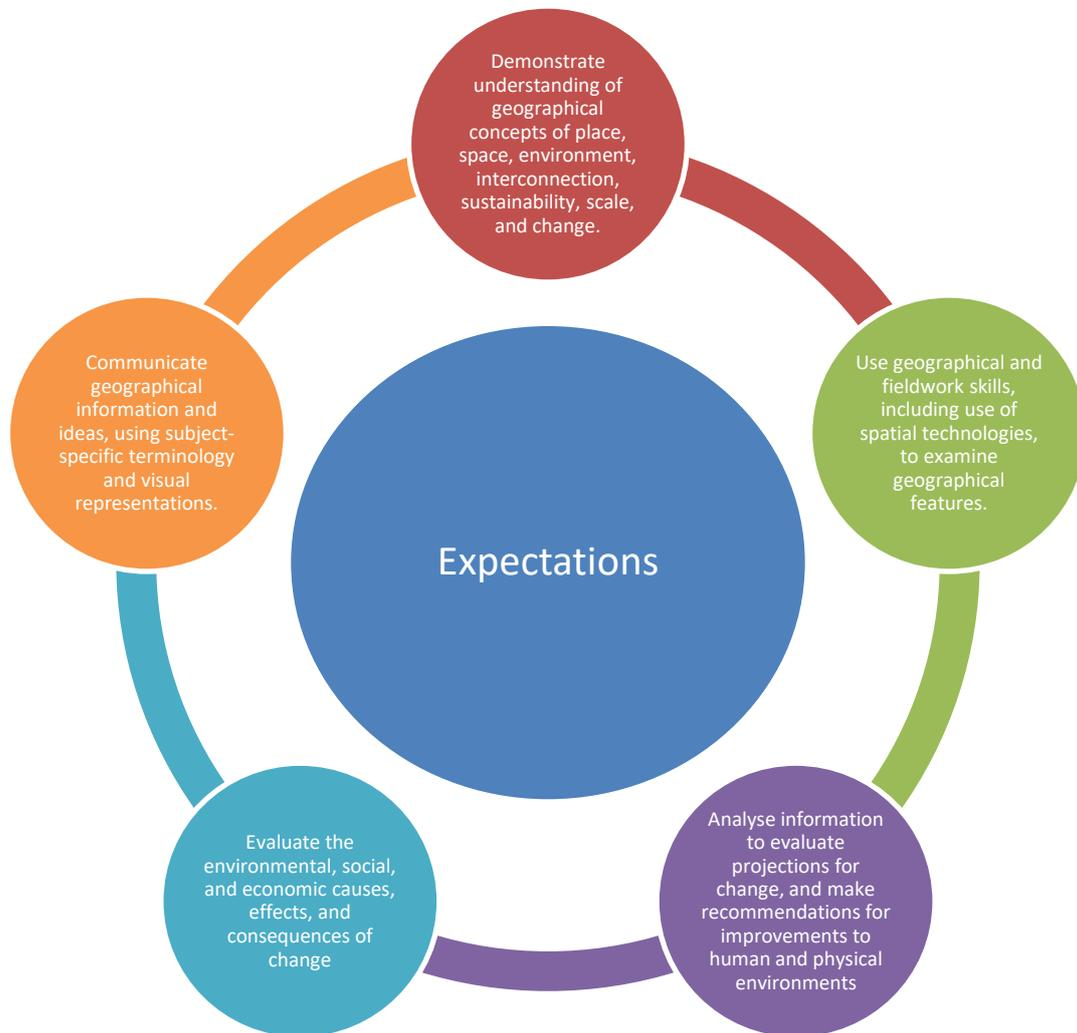 Demonstrate
understanding of
geographical
concepts of place,
space, environment,
interconnection,
sustainability, scale,
and change.
Use geographical and
fieldwork skills,
including use of
spatial technologies,
to examine
geographical
features.
Analyse information
to evaluate
projections for
change, and make
recommendations for
improvements to
human and physical
environments
Evaluate the
environmental, social,
and economic causes,
effects, and
consequences of
change
Communicate
geographical
information and
ideas, using subject-
specific terminology
and visual
representations.
Expectations